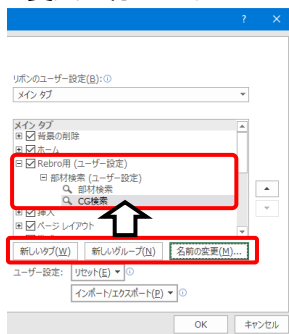 ?  ×
リボンのユーザー設定(B):
メイン タブ
メイン タブ
背景の削除
ホーム
Rebro用 (ユーザー設定)
部材検索 (ユーザー設定)
部材検索
CG検索
挿入
ページ レイアウト
新しいタブ(W)  新しいグループ(N)  名前の変更(M)...
ユーザー設定:  リセット(E)
インポート/エクスポート(P)
OK  キャンセル